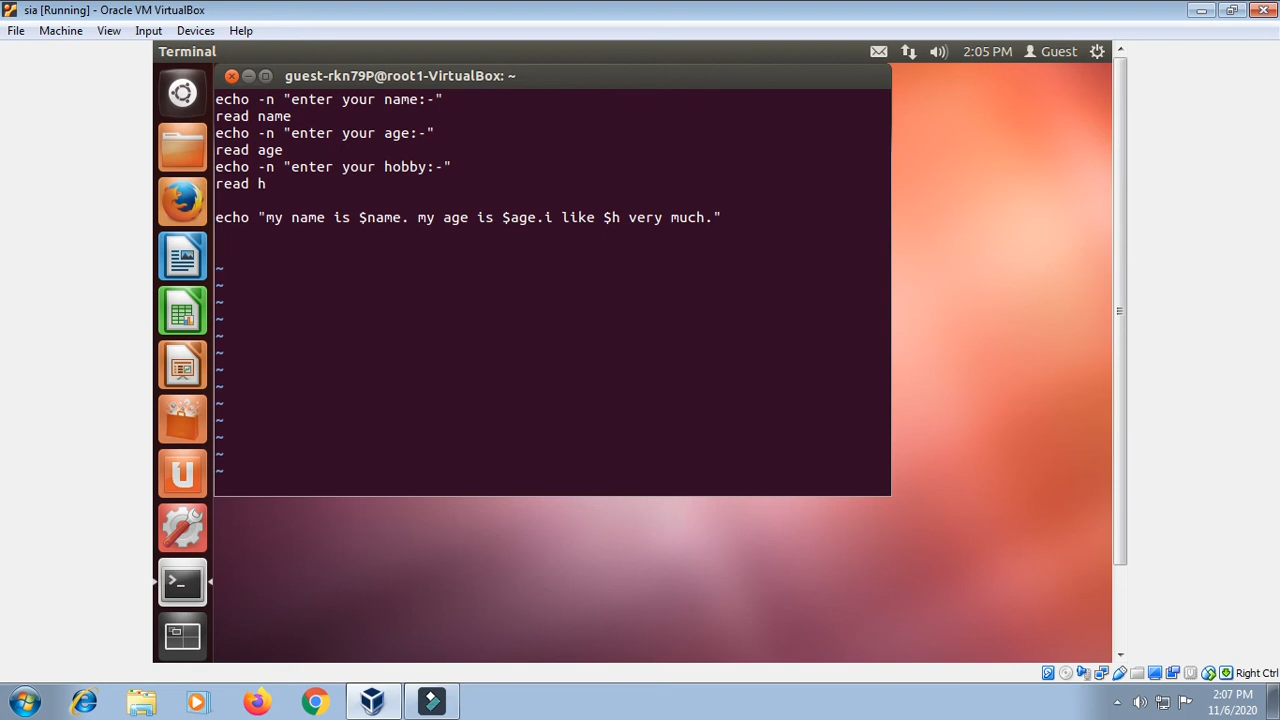 sia [Running] - Oracle VM VirtualBox
File Machine View Input Devices Help
Terminal
2:05 PM Guest
guest-rkn79P@root1-VirtualBox: ~
echo -n "enter your name:-"
read name
echo -n "enter your age:-"
read age
echo -n "enter your hobby:-"
read h
echo "my name is $name. my age is $age.i like $h very much."
~
~
~
~
~
~
~
~
~
~
~
~
~
Right Ctrl
2:07 PM
11/6/2020